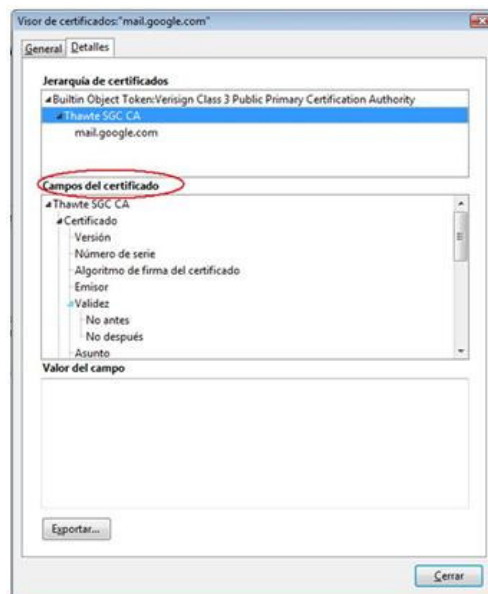 Visor de certificados:"mail.google.com"
General Detalles
Jerarquía de certificados
Builtin Object Token:Verisign Class 3 Public Primary Certification Authority
Thawte SGC CA
mail.google.com
Campos del certificado
Thawte SGC CA
Certificado
Versión
Número de serie
Algoritmo de firma del certificado
Emisor
Validez
No antes
No después
Asunto
Valor del campo
Exportar...
Cerrar